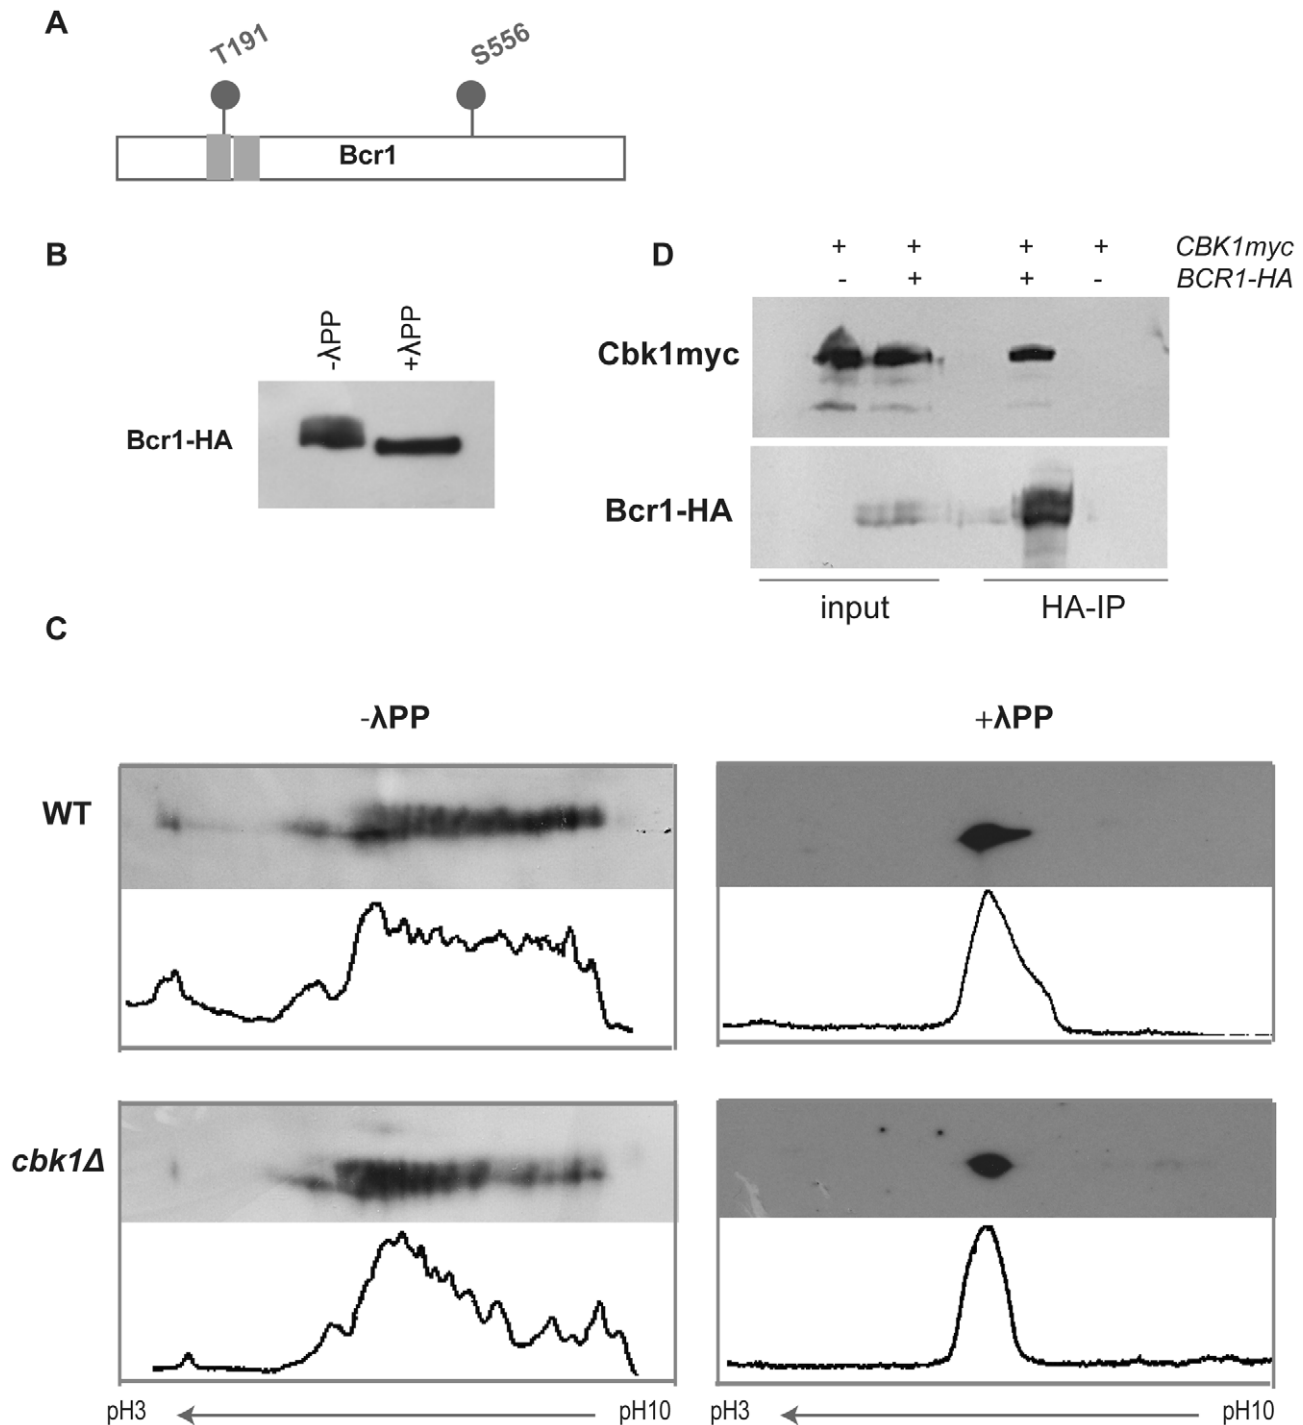 A
T191 S556
Bcr1
B
-λPP +λPP
Bcr1-HA
D
+ + + + CBK1myc
- + + - BCR1-HA
Cbk1myc
Bcr1-HA
input HA-IP
C
-λPP +λPP
WT
cbk1Δ
pH3 pH10 pH3 pH10